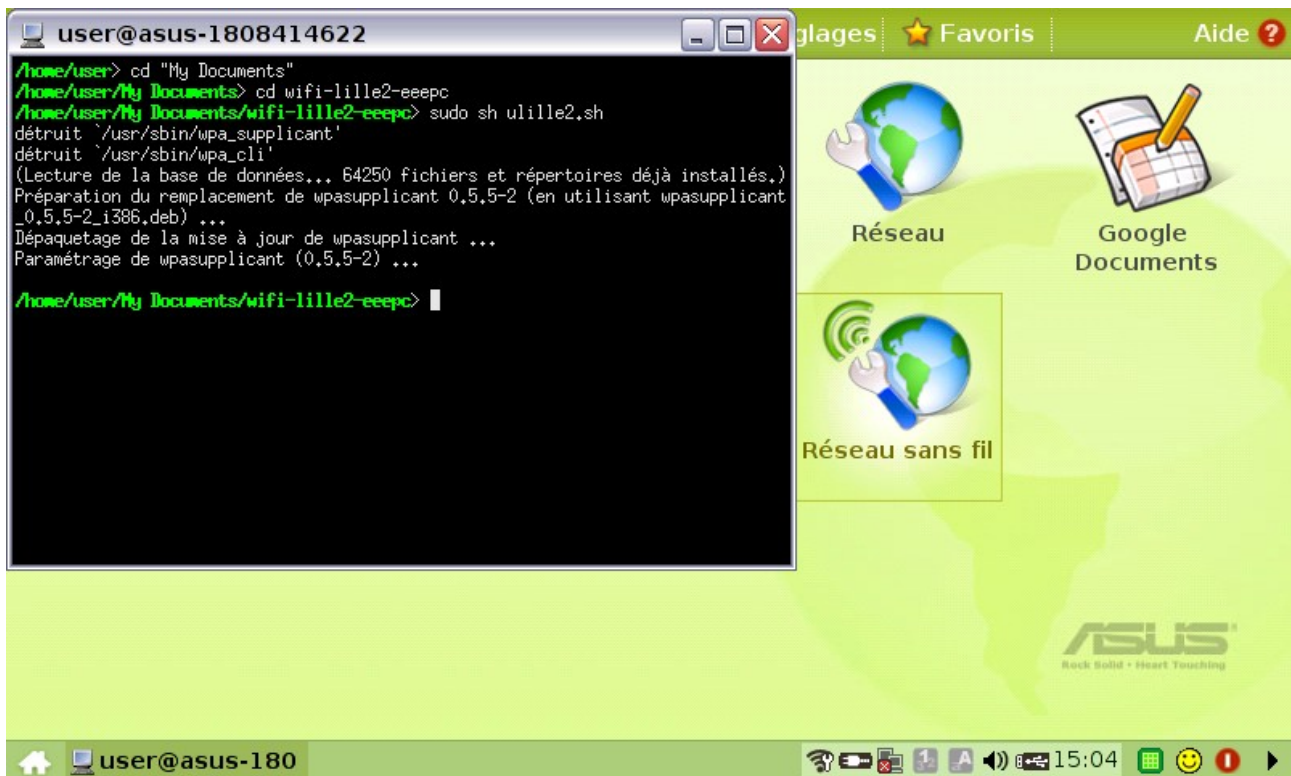 user@asus-1808414622
glages Favoris Aide ?
/home/user> cd "My Documents"
/home/user/My Documents> cd wifi-lille2-eeepc
/home/user/My Documents/wifi-lille2-eeepc> sudo sh ulille2.sh
détruit `/usr/sbin/wpa_supplicant'
détruit `/usr/sbin/wpa_cli'
(Lecture de la base de données... 64250 fichiers et répertoires déjà installés.)
Préparation du remplacement de wpasupplicant 0.5.5-2 (en utilisant wpasupplicant
_0.5.5-2_i386.deb) ...
Dépaquetage de la mise à jour de wpasupplicant ...
Paramétrage de wpasupplicant (0.5.5-2) ...
/home/user/My Documents/wifi-lille2-eeepc>
Réseau
Google
Documents
Réseau sans fil
ASUS
Rock Solid • Heart Touching
user@asus-180
15:04